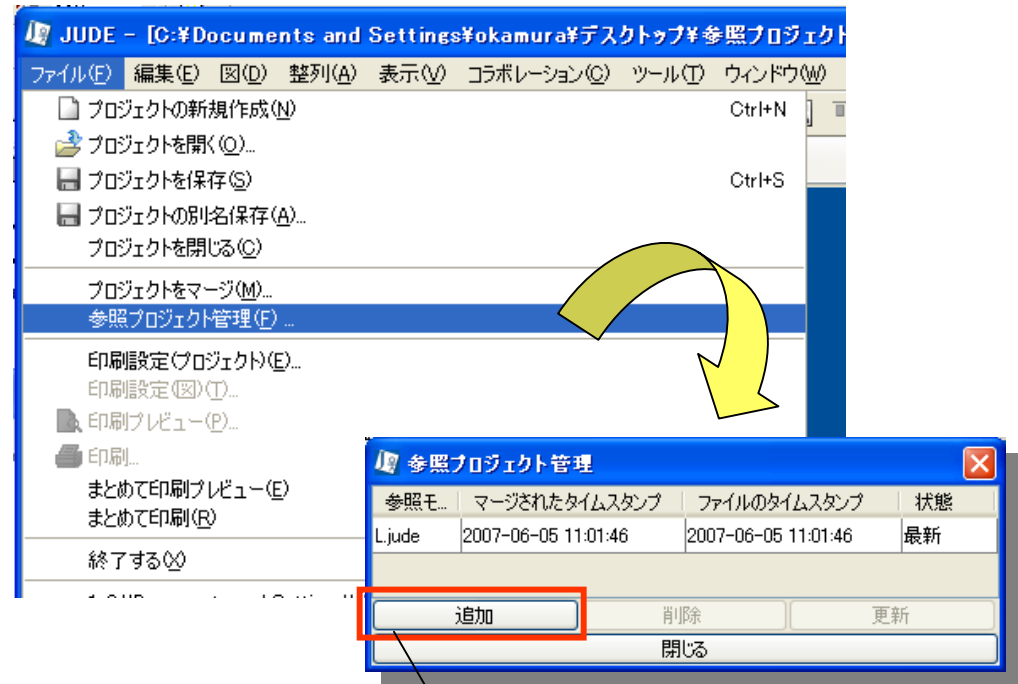 JUDE - [C:¥Documents and Settings¥okamura¥デスクトップ¥参照プロジェクト
ファイル(F) 編集(E) 図(D) 整列(A) 表示(V) コラボレーション(C) ツール(T) ウィンドウ(W)
プロジェクトの新規作成(N) Ctrl+N
プロジェクトを開く(O)...
プロジェクトを保存(S) Ctrl+S
プロジェクトの別名保存(A)...
プロジェクトを閉じる(C)
プロジェクトをマージ(M)...
参照プロジェクト管理(F) ...
印刷設定(プロジェクト)(E)...
印刷設定(図)(T)...
印刷プレビュー(P)...
印刷...
まとめて印刷プレビュー(E)
まとめて印刷(R)
終了する(X)
参照プロジェクト管理
参照モ... マージされたタイムスタンプ ファイルのタイムスタンプ 状態
L.jude 2007-06-05 11:01:46 2007-06-05 11:01:46 最新
追加 削除 更新
閉じる